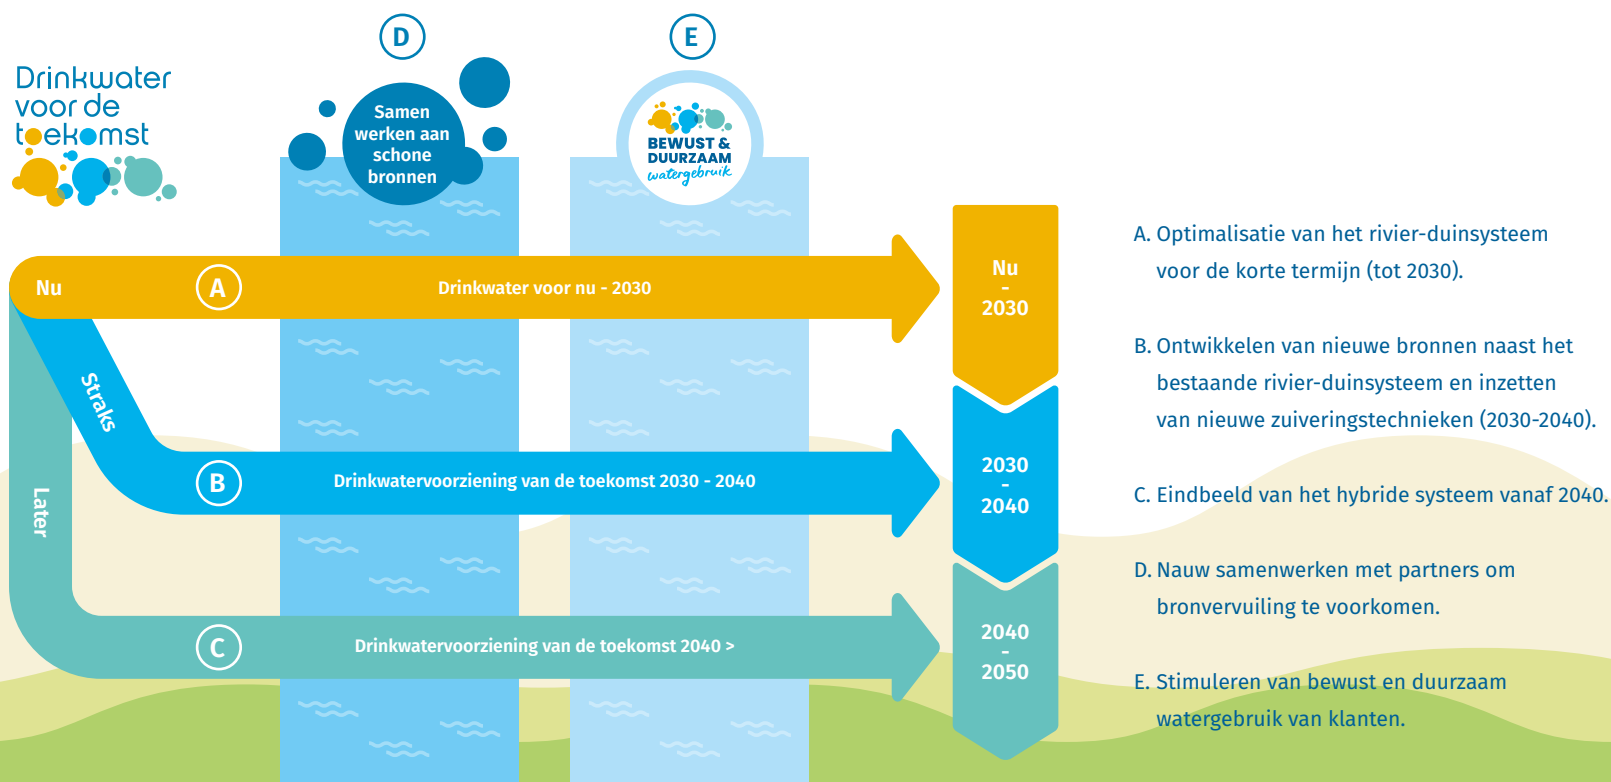 Drinkwater
voor de
toekomst
D
Samen
werken aan
schone
bronnen
E
BEWUST &
DUURZAAM
watergebruik
Nu
A
Drinkwater voor nu - 2030
Straks
B
Drinkwatervoorziening van de toekomst 2030 - 2040
Later
C
Drinkwatervoorziening van de toekomst 2040 >
Nu
-
2030
2030
-
2040
2040
-
2050
A. Optimalisatie van het rivier-duinsysteem
voor de korte termijn (tot 2030).
B. Ontwikkelen van nieuwe bronnen naast het
bestaande rivier-duinsysteem en inzetten
van nieuwe zuiveringstechnieken (2030-2040).
C. Eindbeeld van het hybride systeem vanaf 2040.
D. Nauw samenwerken met partners om
bronvervuiling te voorkomen.
E. Stimuleren van bewust en duurzaam
watergebruik van klanten.